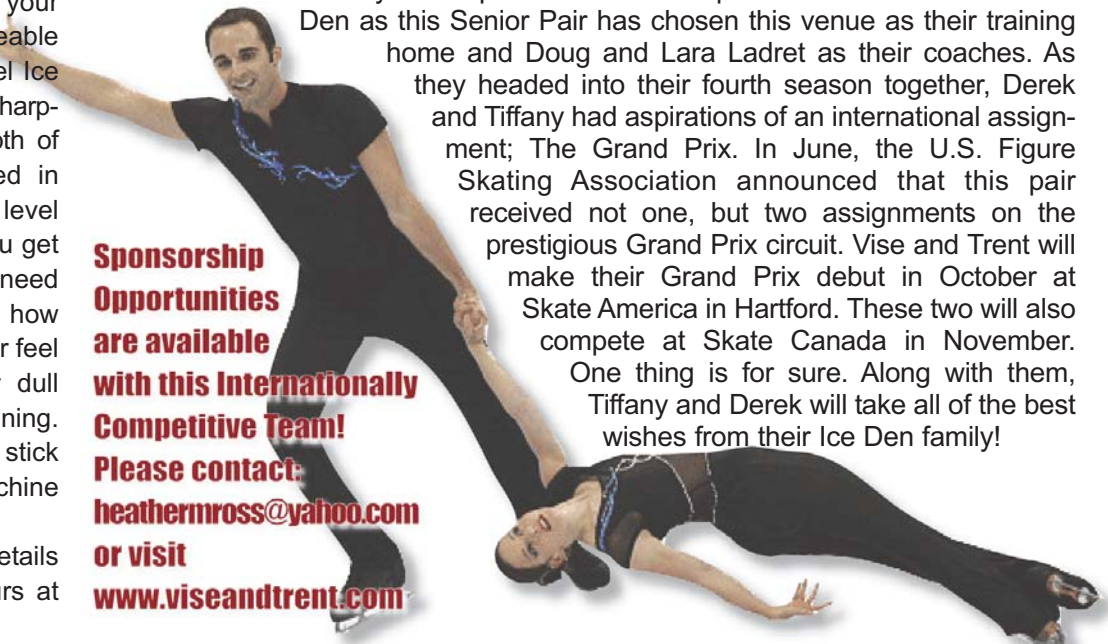 your
eable
el Ice
harp-
oth of
ed in
level
u get
need
how
r feel
dull
ning.
stick
chine
etails
rs at
Den as this Senior Pair has chosen this venue as their training
home and Doug and Lara Ladret as their coaches. As
they headed into their fourth season together, Derek
and Tiffany had aspirations of an international assign-
ment; The Grand Prix. In June, the U.S. Figure
Skating Association announced that this pair
received not one, but two assignments on the
prestigious Grand Prix circuit. Vise and Trent will
make their Grand Prix debut in October at
Skate America in Hartford. These two will also
compete at Skate Canada in November.
One thing is for sure. Along with them,
Tiffany and Derek will take all of the best
wishes from their Ice Den family!
Sponsorship
Opportunities
are available
with this Internationally
Competitive Team!
Please contact:
heathermross@yahoo.com
or visit
www.viseandtrent.com